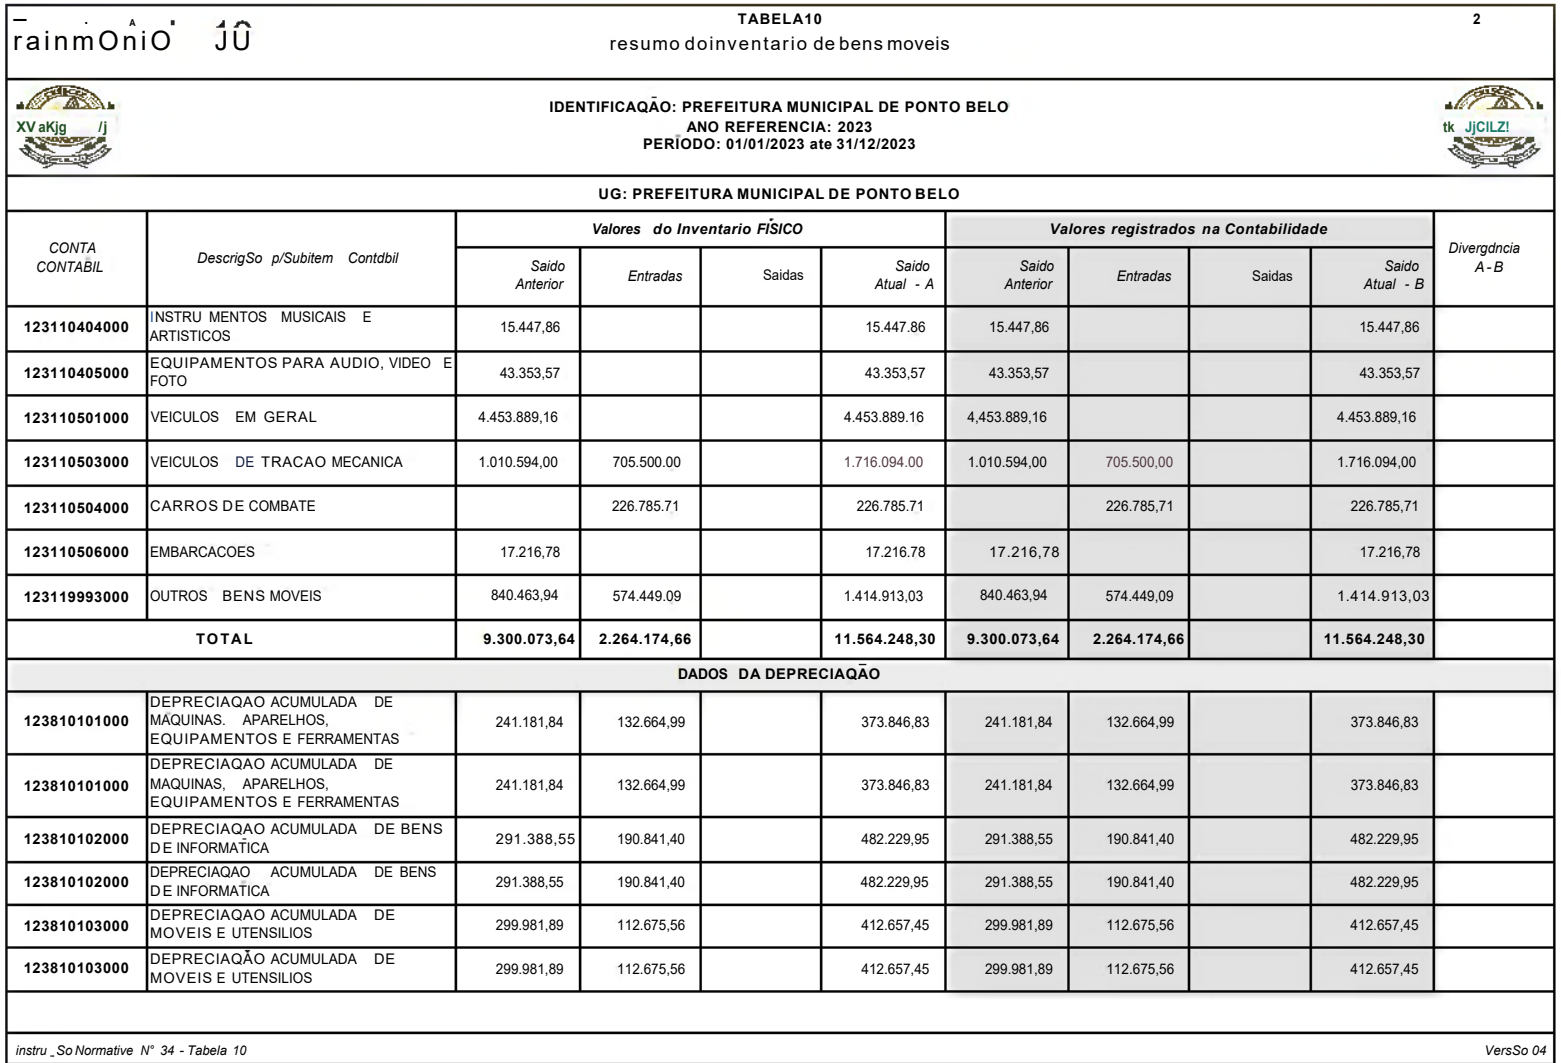 rainmOniO JÛ
TABELA10
resumo doinventario de bens moveis
2
XV aKjg /j
IDENTIFICAQÃO: PREFEITURA MUNICIPAL DE PONTO BELO
ANO REFERENCIA: 2023
PERÍODO: 01/01/2023 ate 31/12/2023
tk JjCILZ!
UG: PREFEITURA MUNICIPAL DE PONTO BELO
CONTA CONTABIL DescrigSo p/Subitem Contdbil Valores do Inventario FÍSICO Valores registrados na Contabilidade Divergdncia A-B
Saido Anterior Entradas Saidas Saido Atual - A Saido Anterior Entradas Saidas Saido Atual - B
123110404000 INSTRU MENTOS MUSICAIS E ARTISTICOS 15.447,86 15.447.86 15.447,86 15.447,86
123110405000 EQUIPAMENTOS PARA AUDIO, VIDEO E FOTO 43.353,57 43.353,57 43.353,57 43.353,57
123110501000 VEICULOS EM GERAL 4.453.889,16 4.453.889.16 4,453.889,16 4.453.889,16
123110503000 VEICULOS DE TRACAO MECANICA 1.010.594,00 705.500.00 1.716.094.00 1.010.594,00 705.500,00 1.716.094,00
123110504000 CARROS DE COMBATE 226.785.71 226.785.71 226.785,71 226.785,71
123110506000 EMBARCACOES 17.216,78 17.216.78 17.216,78 17.216,78
123119993000 OUTROS BENS MOVEIS 840.463,94 574.449.09 1.414.913,03 840.463,94 574.449,09 1.414.913,03
TOTAL 9.300.073,64 2.264.174,66 11.564.248,30 9.300.073,64 2.264.174,66 11.564.248,30
DADOS DA DEPRECIAQÃO
123810101000 DEPRECIAQAO ACUMULADA DE MAQUINAS. APARELHOS, EQUIPAMENTOS E FERRAMENTAS 241.181,84 132.664,99 373.846,83 241.181,84 132.664,99 373.846,83
123810101000 DEPRECIAQAO ACUMULADA DE MAQUINAS, APARELHOS, EQUIPAMENTOS E FERRAMENTAS 241.181,84 132.664,99 373.846,83 241.181,84 132.664,99 373.846,83
123810102000 DEPRECIAQAO ACUMULADA DE BENS DE INFORMATICA 291.388,55 190.841,40 482.229,95 291.388,55 190.841,40 482.229,95
123810102000 DEPRECIAQAO ACUMULADA DE BENS DE INFORMATICA 291.388,55 190.841,40 482.229,95 291.388,55 190.841,40 482.229,95
123810103000 DEPRECIAQAO ACUMULADA DE MOVEIS E UTENSILIOS 299.981,89 112.675,56 412.657,45 299.981,89 112.675,56 412.657,45
123810103000 DEPRECIAQÃO ACUMULADA DE MOVEIS E UTENSILIOS 299.981,89 112.675,56 412.657,45 299.981,89 112.675,56 412.657,45
instru_So Normative N° 34 - Tabela 10
VersSo 04